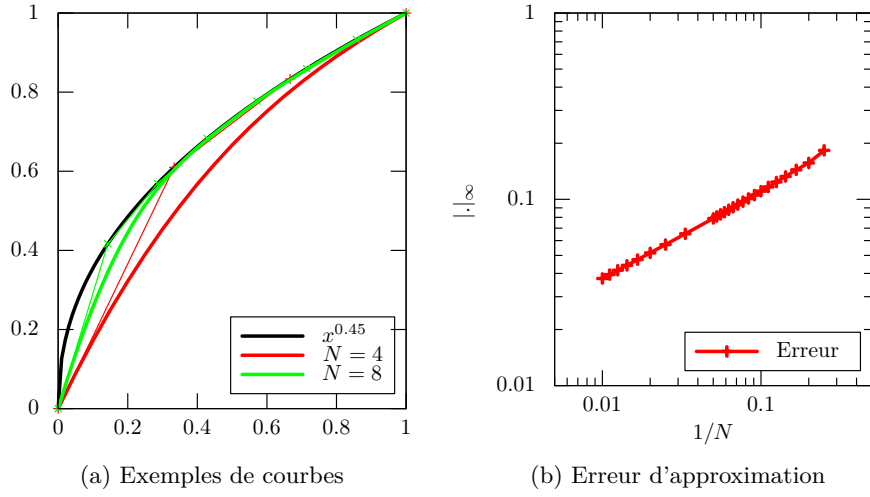 1
0.8
0.6
0.4
0.2
0
0 0.2 0.4 0.6 0.8 1
x^0.45
N = 4
N = 8
(a) Exemples de courbes
1
0.1
0.01
|·|∞
0.01 0.1
1/N
Erreur
(b) Erreur d'approximation